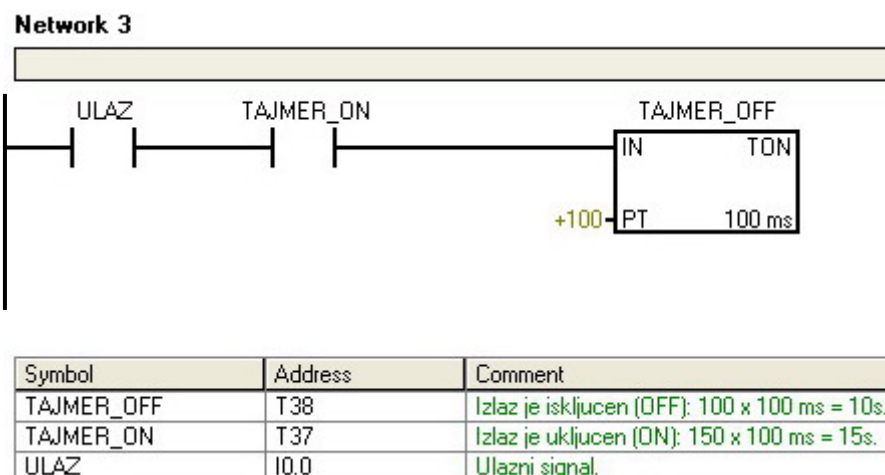 Network 3
ULAZ TAJMER_ON TAJMER_OFF
IN TON
+100 PT 100 ms
Symbol Address Comment
TAJMER_OFF T38 Izlaz je iskljucen (OFF): 100 x 100 ms = 10s.
TAJMER_ON T37 Izlaz je ukljucen (ON): 150 x 100 ms = 15s.
ULAZ I0.0 Ulazni signal.